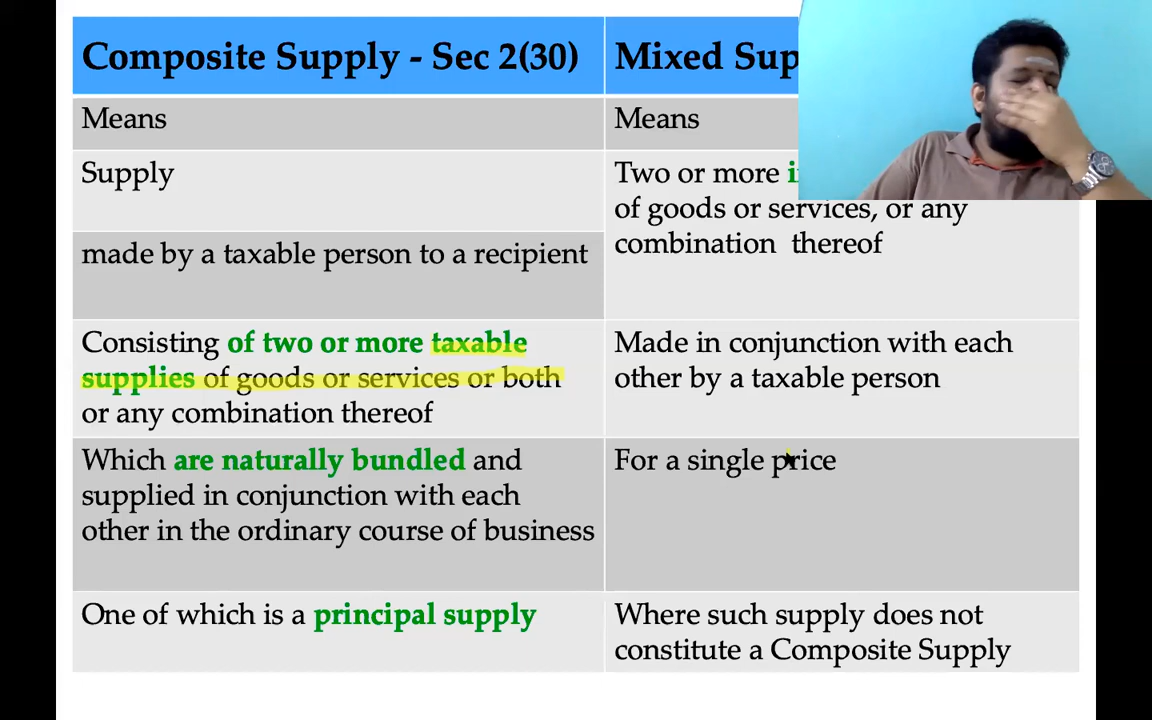 Composite Supply - Sec 2(30)
Mixed Sup
Means
Means
Supply
Two or more
of goods or services, or any
combination thereof
made by a taxable person to a recipient
Consisting of two or more taxable
supplies of goods or services or both
or any combination thereof
Made in conjunction with each
other by a taxable person
Which are naturally bundled and
supplied in conjunction with each
other in the ordinary course of business
For a single price
One of which is a principal supply
Where such supply does not
constitute a Composite Supply